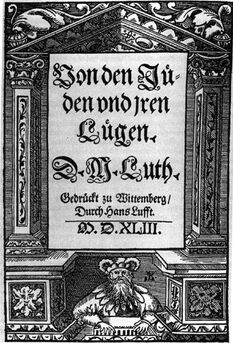 Von den Jü⸗
den vnd jren
Lügen.
D. M. Luth.
Gedrückt zu Wittemberg/
Durch Hans Lufft.
M. D. XLIII.